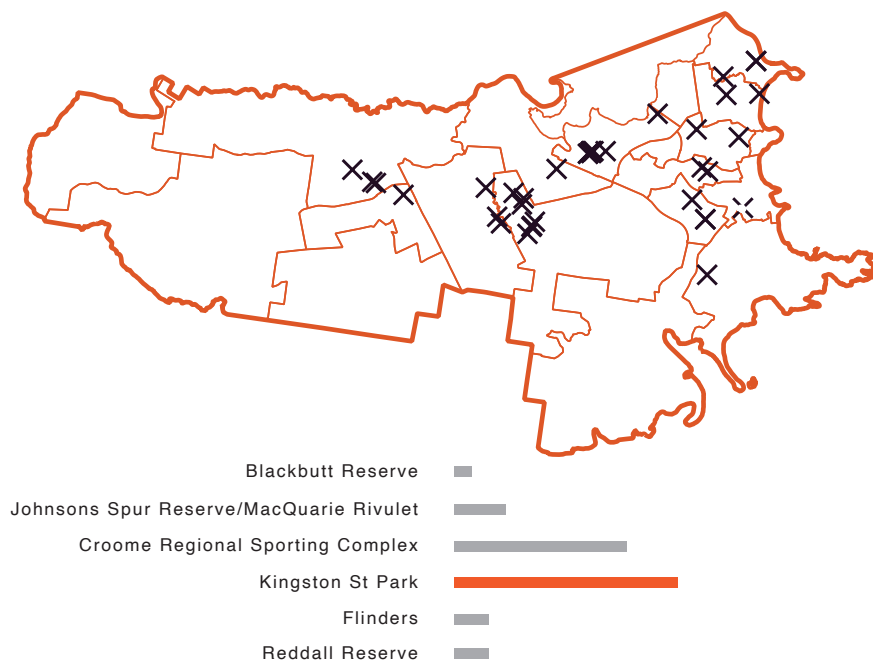 Blackbutt Reserve
Johnsons Spur Reserve/MacQuarie Rivulet
Croome Regional Sporting Complex
Kingston St Park
Flinders
Reddall Reserve